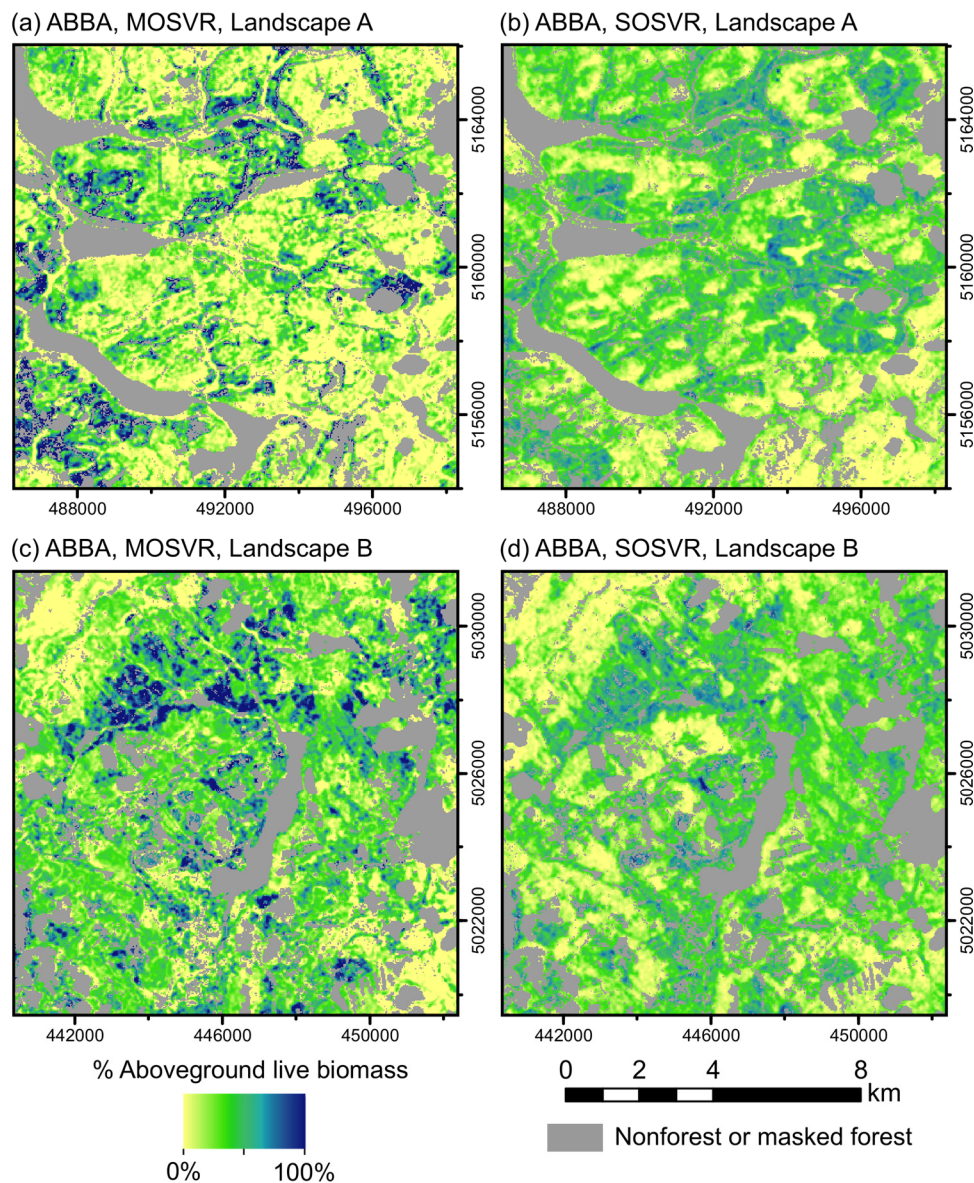 (a) ABBA, MOSVR, Landscape A
(b) ABBA, SOSVR, Landscape A
5164000
5164000
5160000
5160000
5156000
5156000
488000 492000 496000
488000 492000 496000
(c) ABBA, MOSVR, Landscape B
(d) ABBA, SOSVR, Landscape B
5030000
5030000
5026000
5026000
5022000
5022000
442000 446000 450000
442000 446000 450000
% Aboveground live biomass
0% 100%
0 2 4 8
km
Nonforest or masked forest